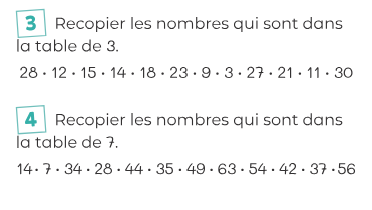 3 Recopier les nombres qui sont dans
la table de 3.
28 · 12 · 15 · 14 · 18 · 23 · 9 · 3 · 27 · 21 · 11 · 30
4 Recopier les nombres qui sont dans
la table de 7.
14 · 7 · 34 · 28 · 44 · 35 · 49 · 63 · 54 · 42 · 37 · 56